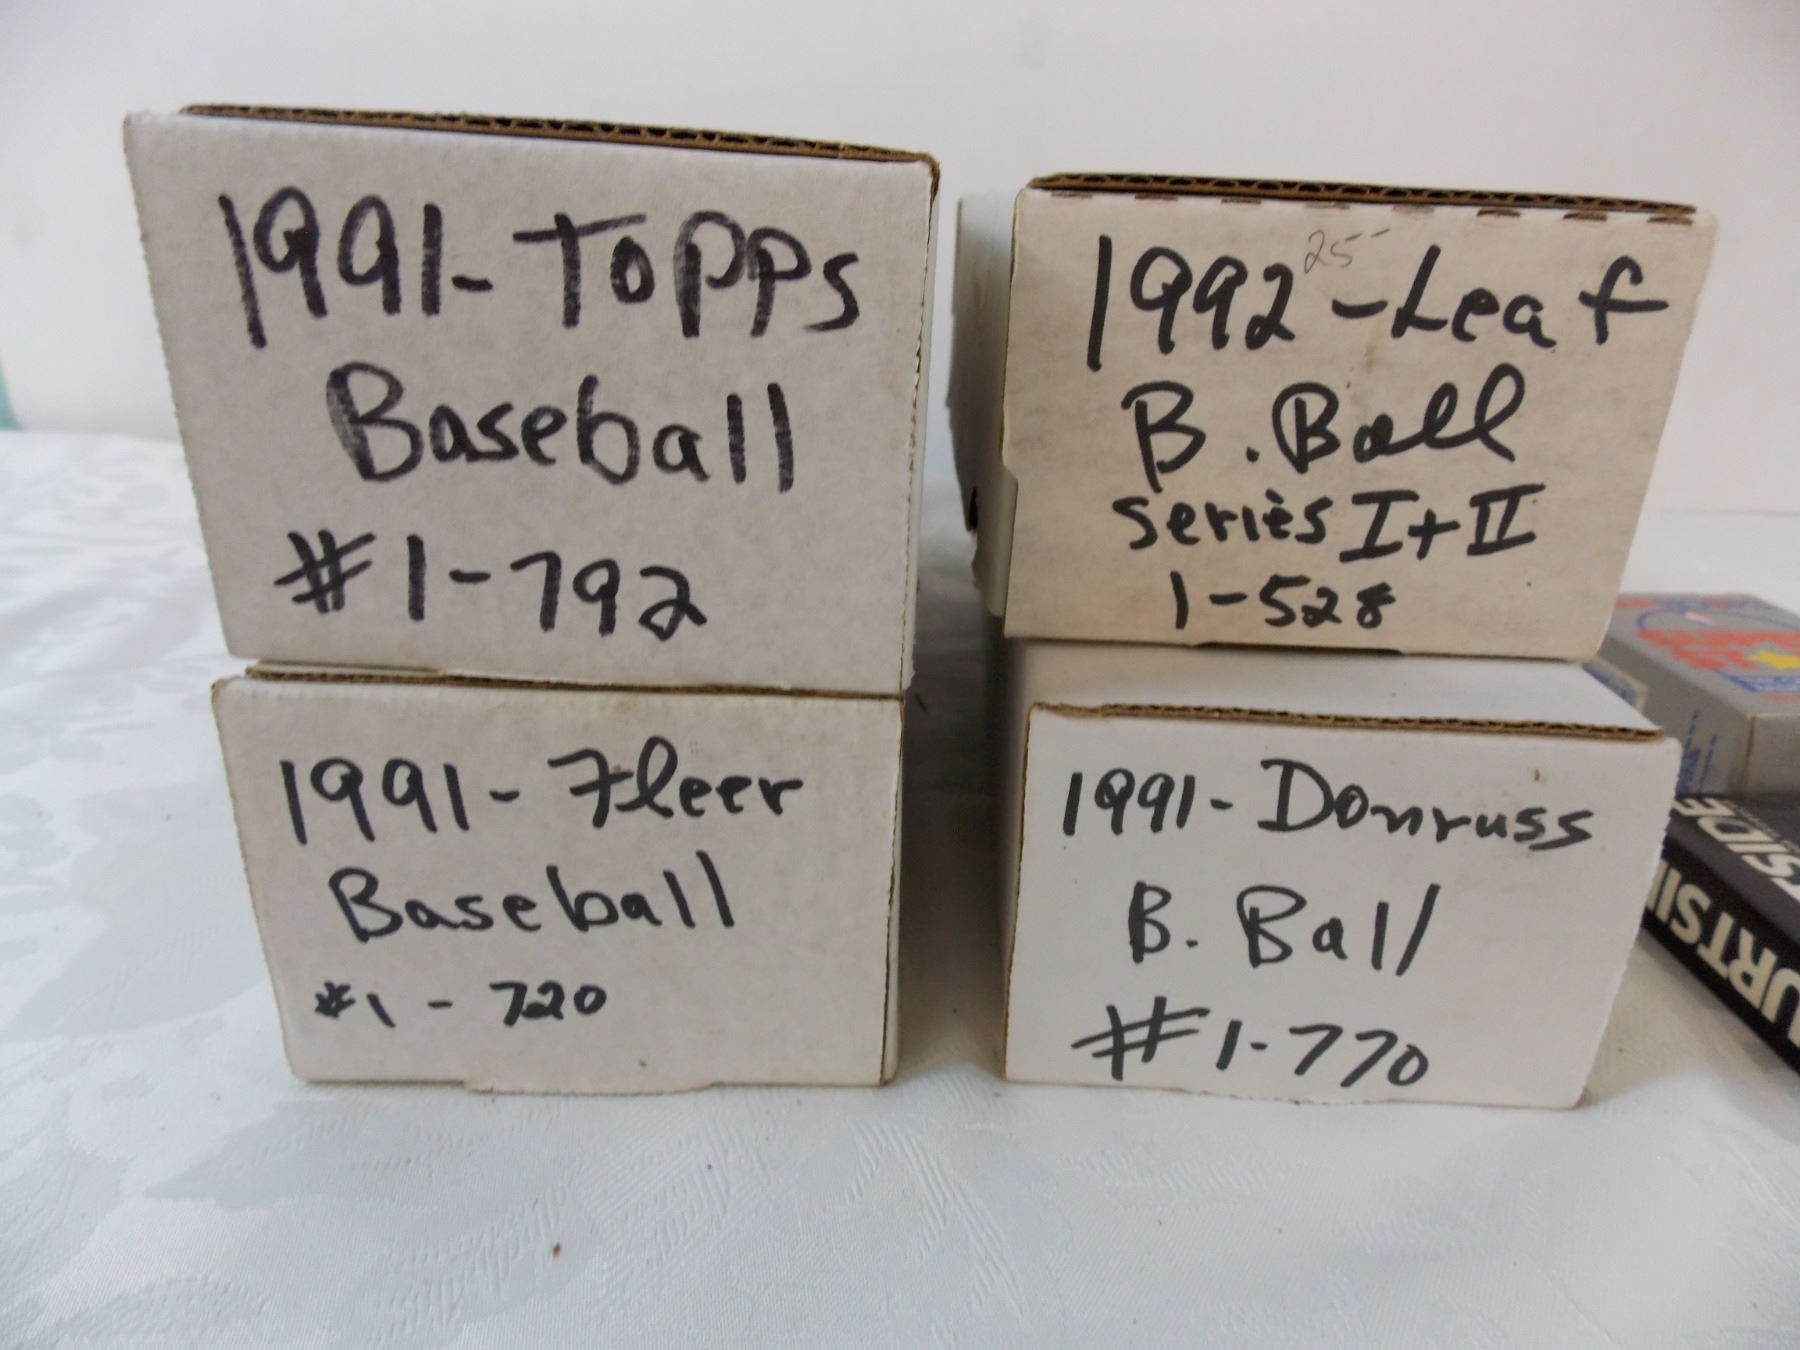 1991-Topps
Baseball
#1-792
25-
1992-Leaf
B. Ball
series I+II
1-528
1991-Fleer
Baseball
#1-720
1991-Donruss
B. Ball
#1-770